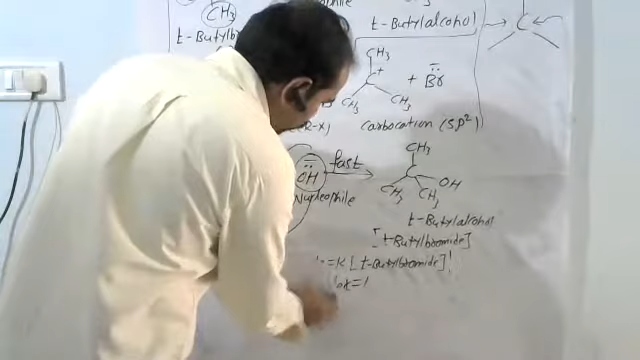 CH3
t-Butylalcohol
t-Butylb
C
CH3
C+
+ Br
CH3 CH3
(R-X) Carbocation (sp2)
CH3
OH fast C
CH3 CH3 OH
Nucleophile
t-Butylalcohol
[t-Butylbromide]
=K[t-Butylbromide]1
=1